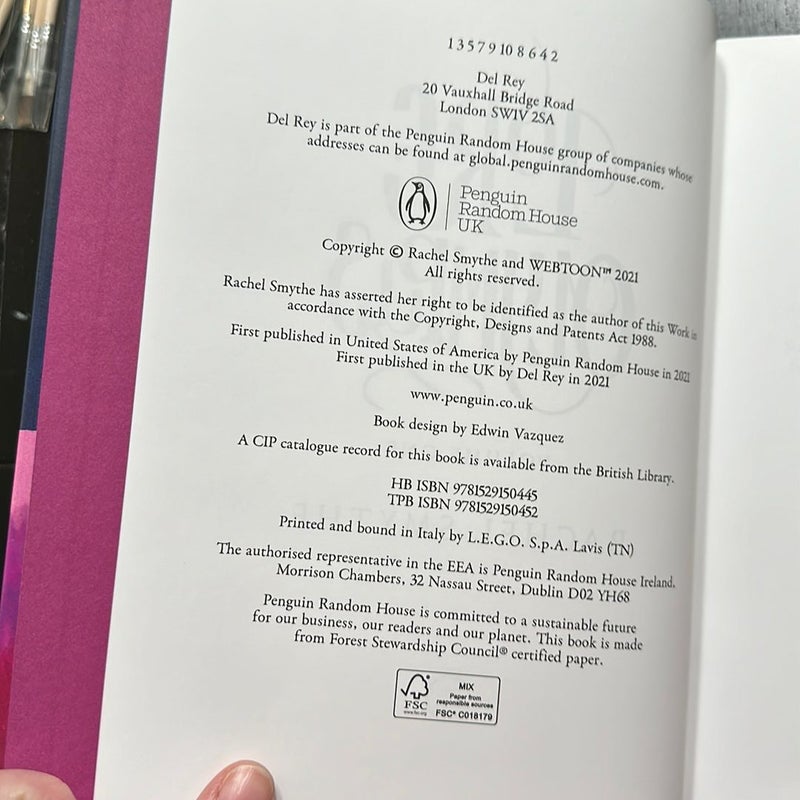 1 3 5 7 9 10 8 6 4 2
Del Rey
20 Vauxhall Bridge Road
London SW1V 2SA
Del Rey is part of the Penguin Random House group of companies whose
addresses can be found at global.penguinrandomhouse.com.
Penguin
Random House
UK
Copyright © Rachel Smythe and WEBTOON™ 2021
All rights reserved.
Rachel Smythe has asserted her right to be identified as the author of this Work in
accordance with the Copyright, Designs and Patents Act 1988.
First published in United States of America by Penguin Random House in 2021
First published in the UK by Del Rey in 2021
www.penguin.co.uk
Book design by Edwin Vazquez
A CIP catalogue record for this book is available from the British Library.
HB ISBN 9781529150445
TPB ISBN 9781529150452
Printed and bound in Italy by L.E.G.O. S.p.A. Lavis (TN)
The authorised representative in the EEA is Penguin Random House Ireland,
Morrison Chambers, 32 Nassau Street, Dublin D02 YH68
Penguin Random House is committed to a sustainable future
for our business, our readers and our planet. This book is made
from Forest Stewardship Council® certified paper.
FSC
www.fsc.org
MIX
Paper from
responsible sources
FSC® C018179